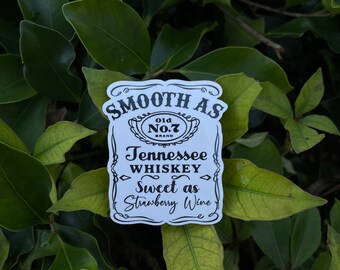 SMOOTH AS
Old
No.7
BRAND
Tennessee
WHISKEY
Sweet as
Strawberry Wine